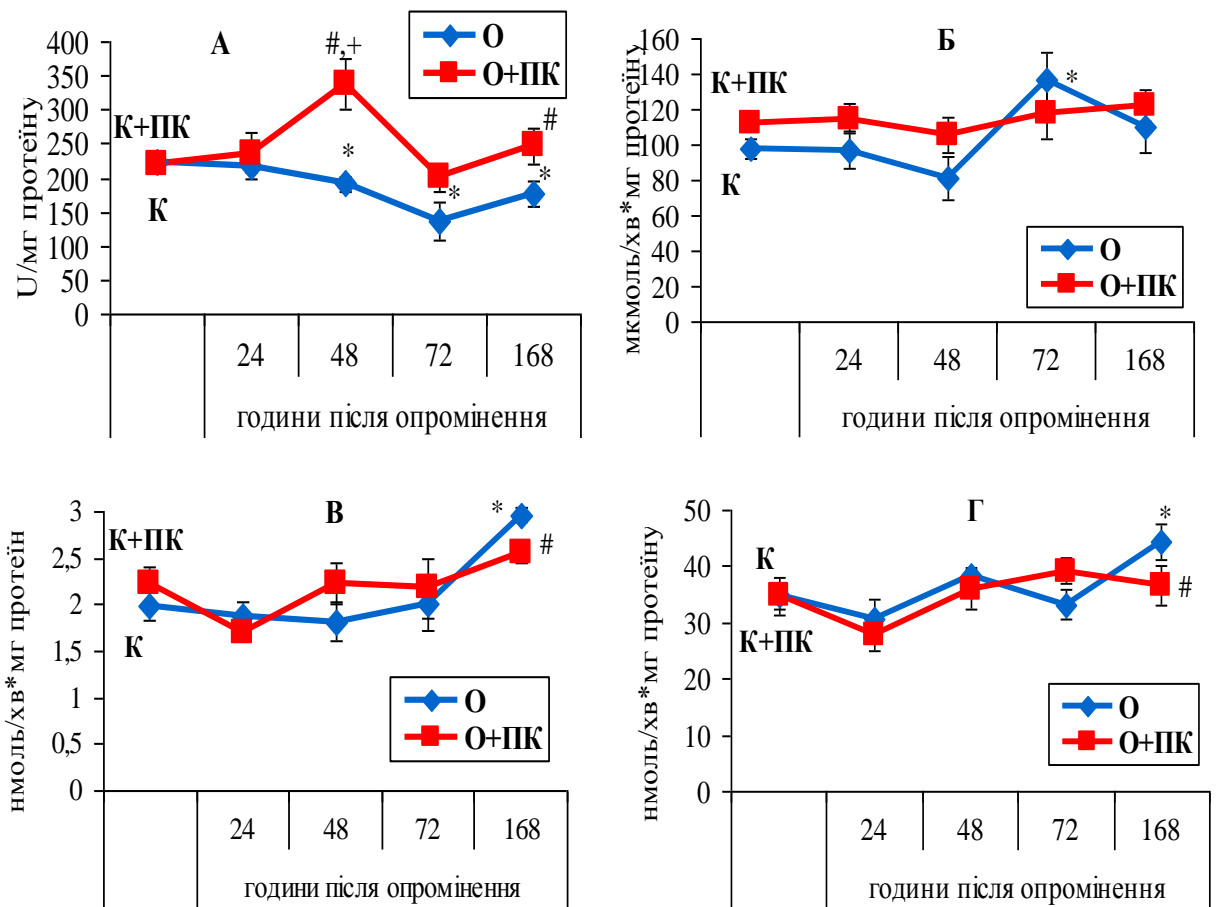 А
U/мг протеїну
400
350
300
250
200
150
100
50
0
К+ПК
К
#,+
*
*
*
#
О
О+ПК
24 48 72 168
години після опромінення
Б
мкмоль/хв*мг протеїну
160
140
120
100
80
60
40
20
0
К+ПК
К
*
О
О+ПК
24 48 72 168
години після опромінення
В
нмоль/хв*мг протеїн
3
2,5
2
1,5
1
0,5
0
К+ПК
К
*
#
О
О+ПК
24 48 72 168
години після опромінення
Г
нмоль/хв*мг протеїну
50
40
30
20
10
0
К
К+ПК
*
#
О
О+ПК
24 48 72 168
години після опромінення